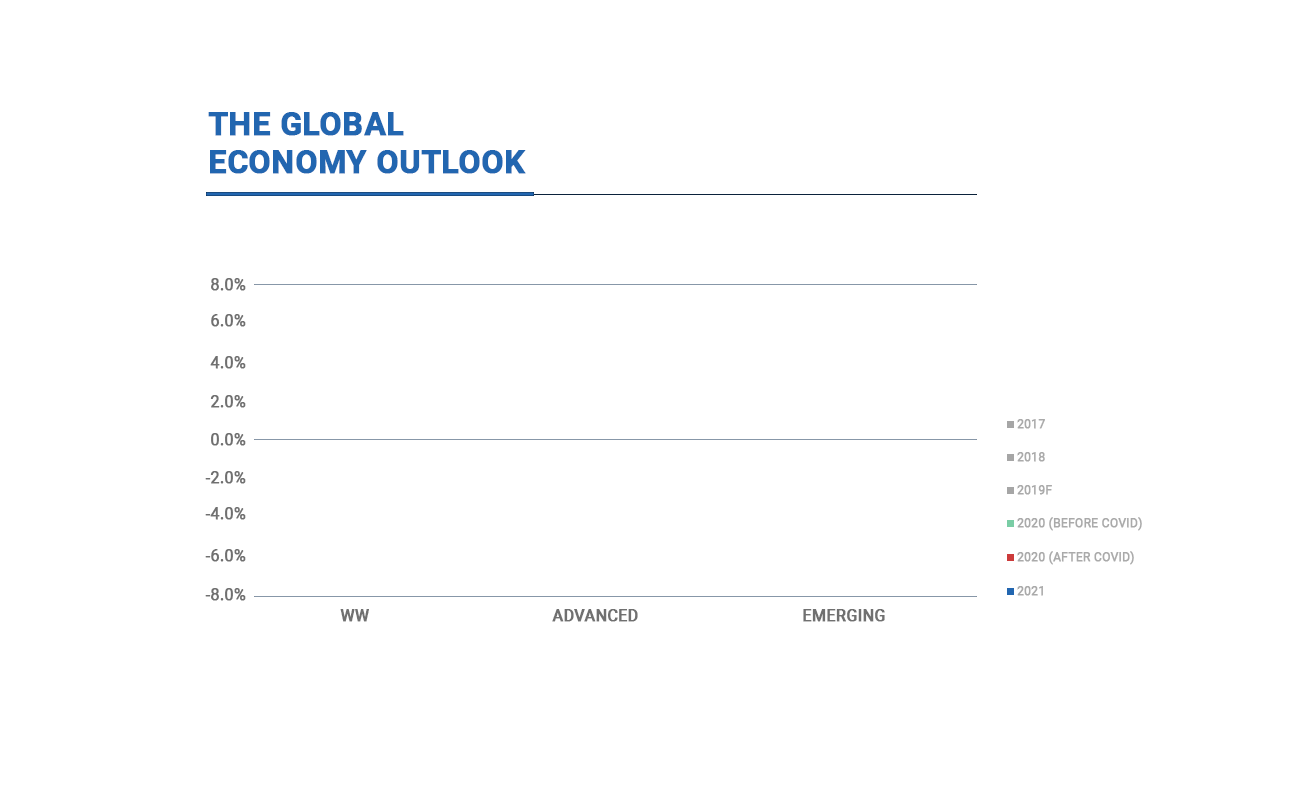 THE GLOBAL
ECONOMY OUTLOOK
8.0%
6.0%
4.0%
2.0%
0.0%
-2.0%
-4.0%
-6.0%
-8.0%
WW
ADVANCED
EMERGING
2017
2018
2019F
2020 (BEFORE COVID)
2020 (AFTER COVID)
2021